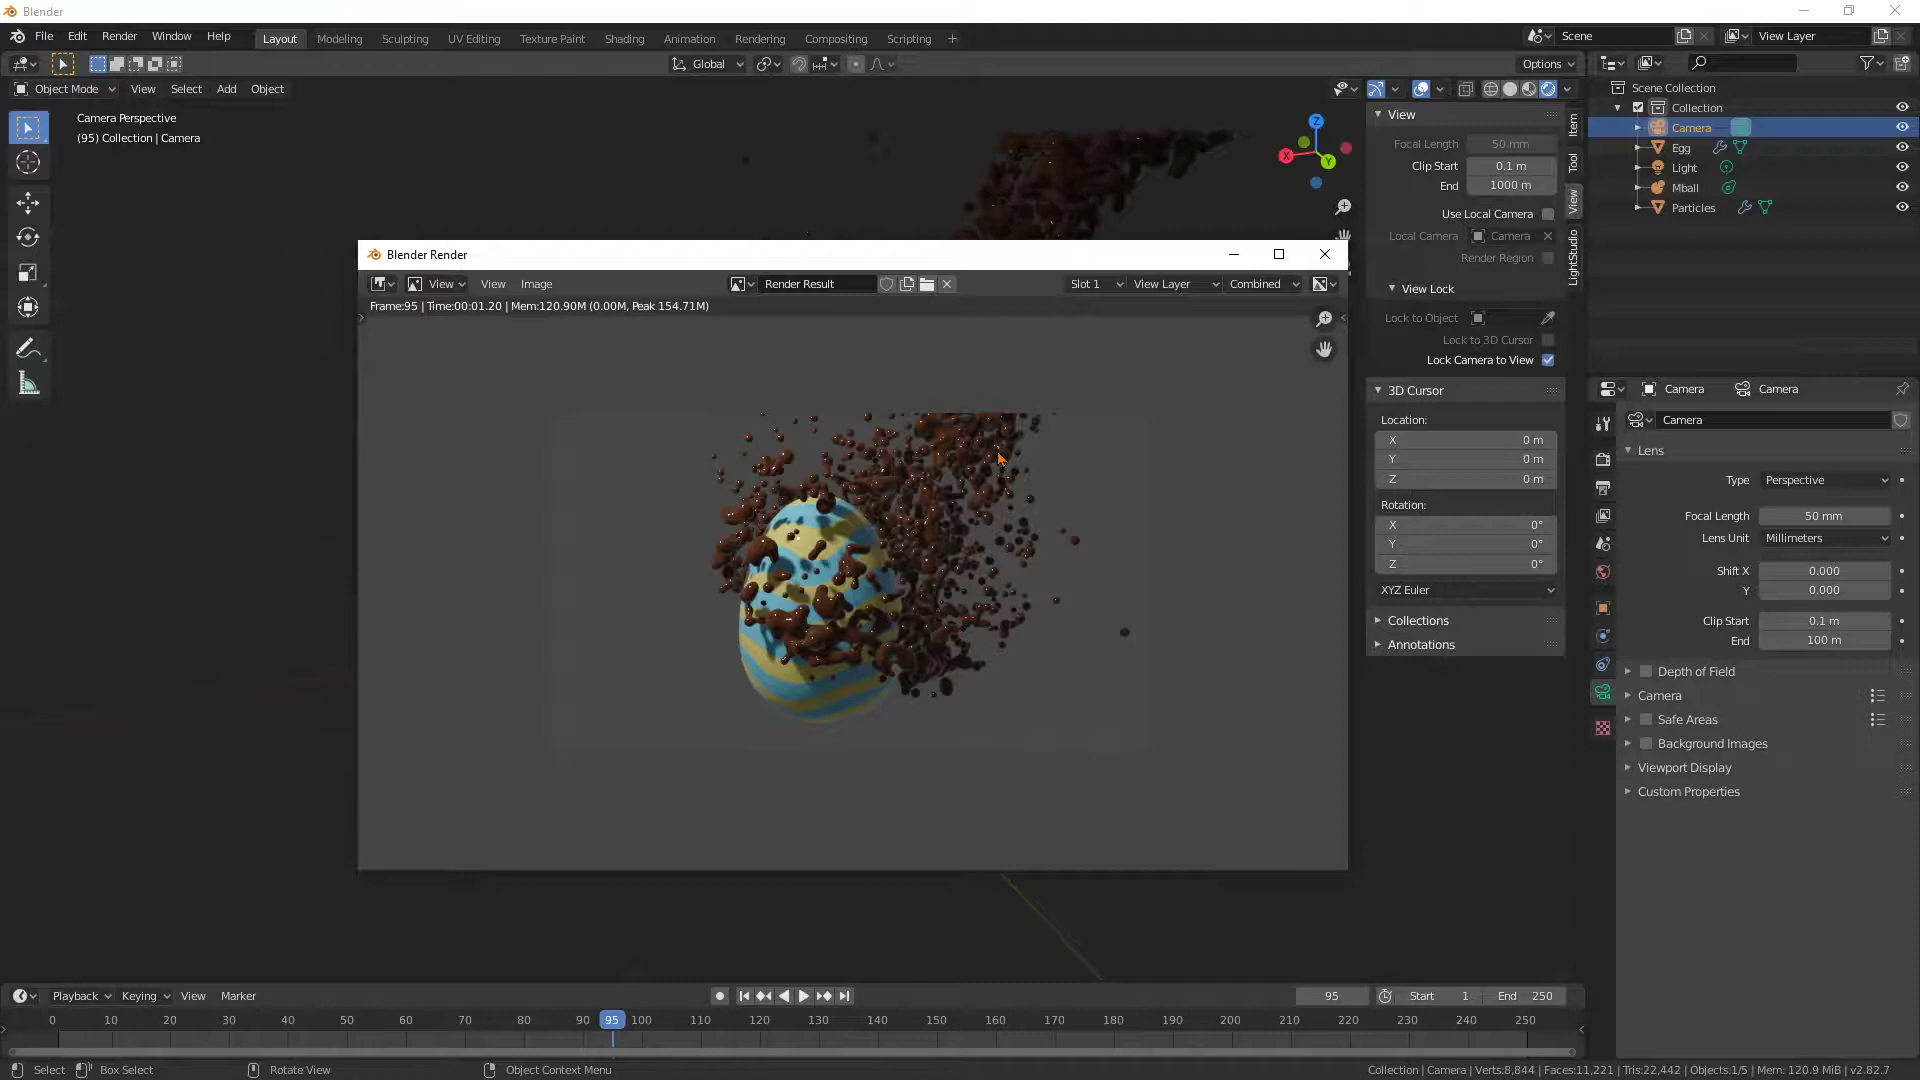 Blender
File Edit Render Window Help
Layout Modeling Sculpting UV Editing Texture Paint Shading Animation Rendering Compositing Scripting +
Scene
View Layer
Global
Options
Object Mode View Select Add Object
Camera Perspective
(95) Collection | Camera
Z
X
Y
View
Focal Length 50 mm
Clip Start 0.1 m
End 1000 m
Use Local Camera
Local Camera Camera
Render Region
View Lock
Lock to Object
Lock to 3D Cursor
Lock Camera to View
3D Cursor
Location:
X 0 m
Y 0 m
Z 0 m
Rotation:
X 0°
Y 0°
Z 0°
XYZ Euler
Collections
Annotations
Item
Tool
View
LightStudio
Scene Collection
Collection
Camera
Egg
Light
Mball
Particles
Camera Camera
Camera
Lens
Type Perspective
Focal Length 50 mm
Lens Unit Millimeters
Shift X 0.000
Y 0.000
Clip Start 0.1 m
End 100 m
Depth of Field
Camera
Safe Areas
Background Images
Viewport Display
Custom Properties
Blender Render
View View Image
Render Result
Slot 1 View Layer Combined
Frame:95 | Time:00:01.20 | Mem:120.90M (0.00M, Peak 154.71M)
Playback Keying View Marker
95 Start 1 End 250
0 10 20 30 40 50 60 70 80 90 95 100 110 120 130 140 150 160 170 180 190 200 210 220 230 240 250
Select Box Select Rotate View Object Context Menu
Collection | Camera | Verts:8,844 | Faces:11,221 | Tris:22,442 | Objects:1/5 | Mem: 120.9 MiB | v2.82.7